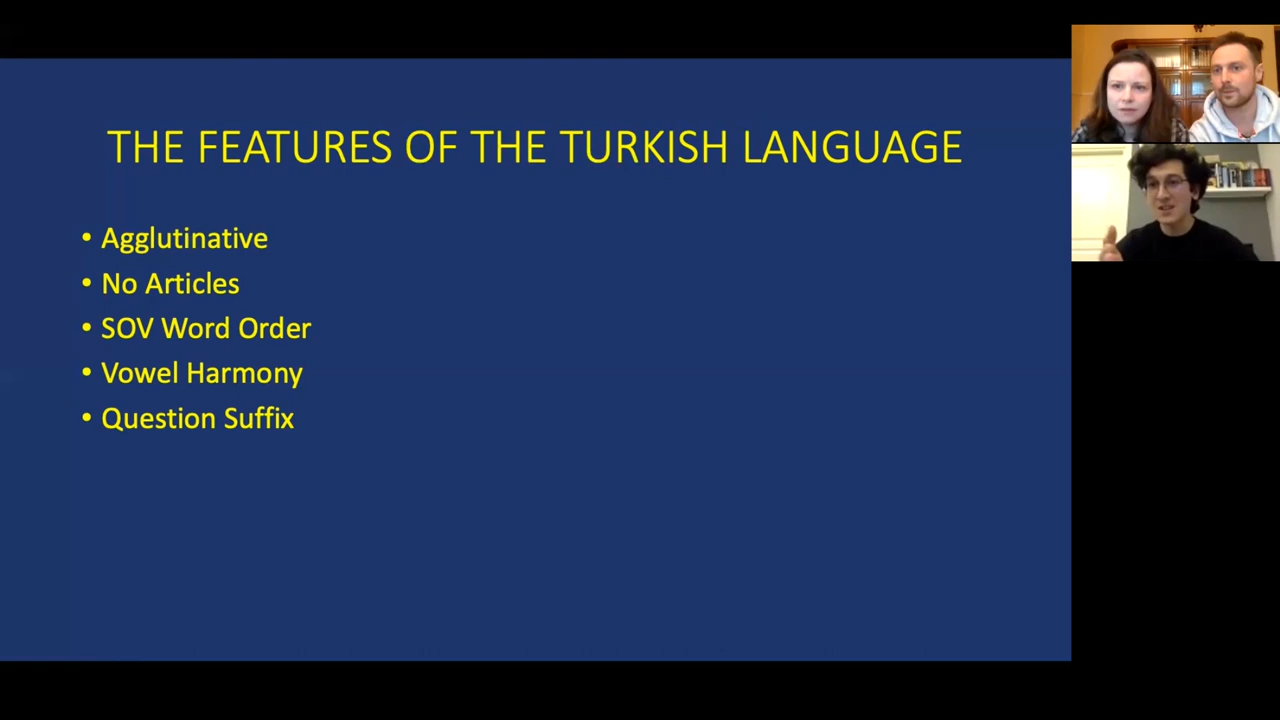 THE FEATURES OF THE TURKISH LANGUAGE
• Agglutinative
• No Articles
• SOV Word Order
• Vowel Harmony
• Question Suffix